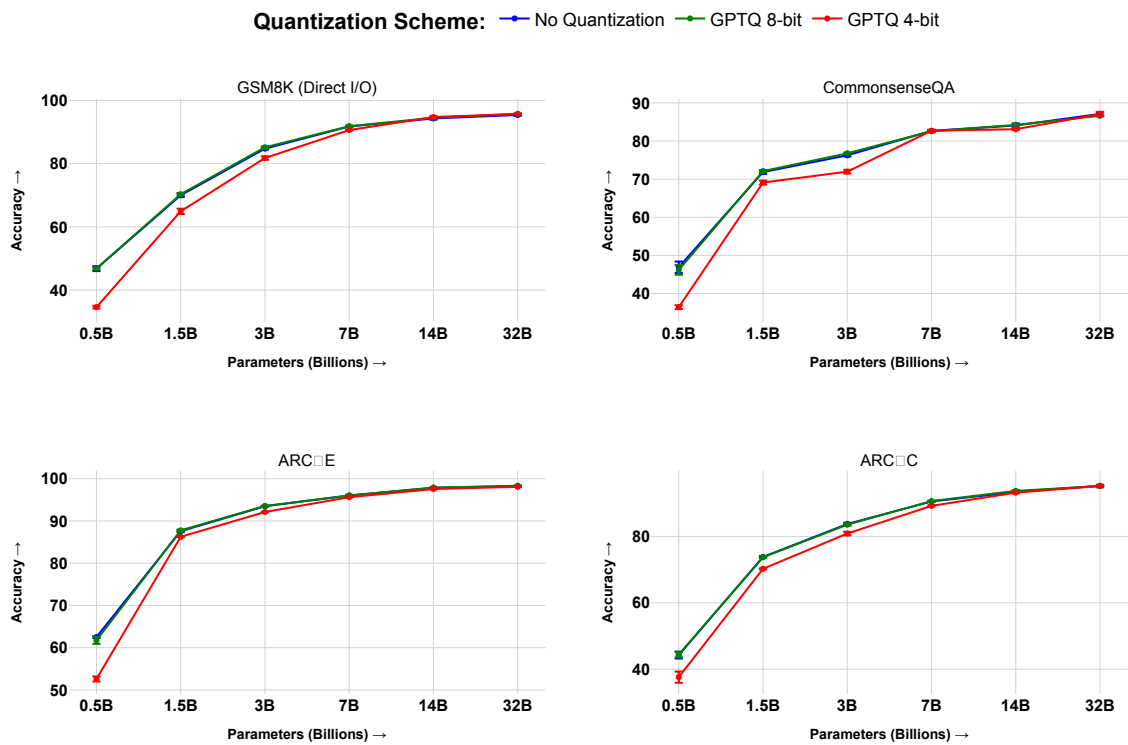 Quantization Scheme: No Quantization GPTQ 8-bit GPTQ 4-bit
GSM8K (Direct I/O)
100
80
60
40
Accuracy →
0.5B 1.5B 3B 7B 14B 32B
Parameters (Billions) →
CommonsenseQA
90
80
70
60
50
40
Accuracy →
0.5B 1.5B 3B 7B 14B 32B
Parameters (Billions) →
ARC□E
100
90
80
70
60
50
Accuracy →
0.5B 1.5B 3B 7B 14B 32B
Parameters (Billions) →
ARC□C
80
60
40
Accuracy →
0.5B 1.5B 3B 7B 14B 32B
Parameters (Billions) →